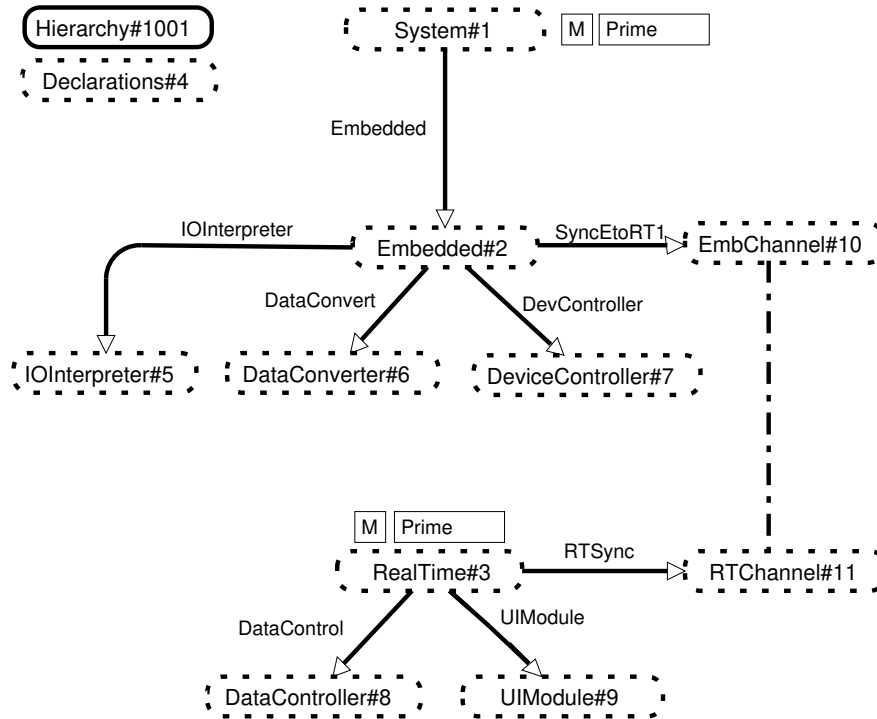 Hierarchy#1001
System#1
M
Prime
Declarations#4
Embedded
IOInterpreter
Embedded#2
SyncEtoRT1
EmbChannel#10
DataConvert
DevController
IOInterpreter#5
DataConverter#6
DeviceController#7
M
Prime
RealTime#3
RTSync
RTChannel#11
DataControl
UIModule
DataController#8
UIModule#9